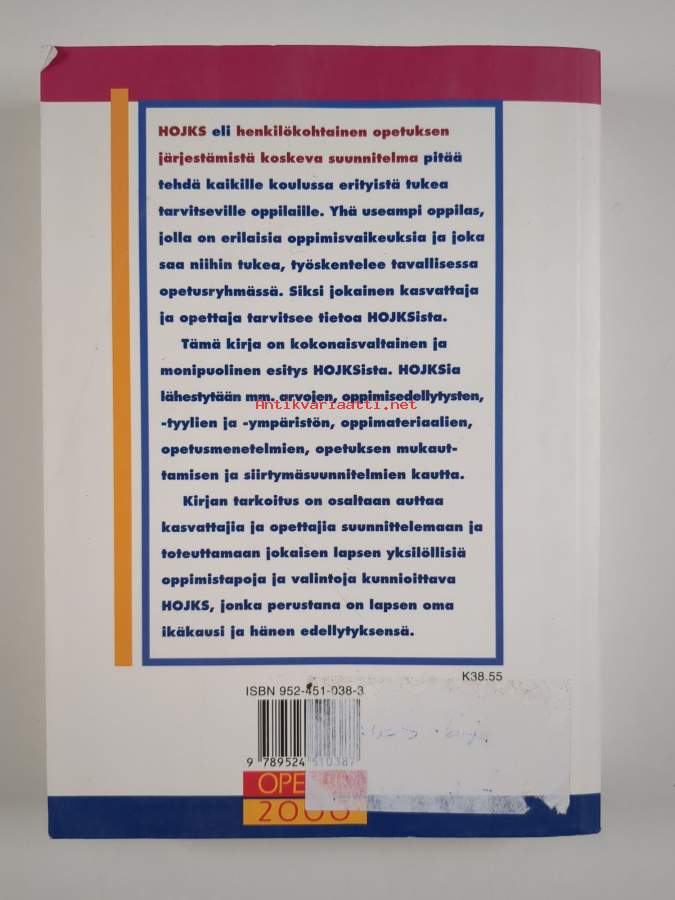 HOJKS eli henkilökohtainen opetuksen
järjestämistä koskeva suunnitelma pitää
tehdä kaikille koulussa erityistä tukea
tarvitseville oppilaille. Yhä useampi oppilas,
jolla on erilaisia oppimisvaikeuksia ja joka
saa niihin tukea, työskentelee tavallisessa
opetusryhmässä. Siksi jokainen kasvattaja
ja opettaja tarvitsee tietoa HOJKSista.
Tämä kirja on kokonaisvaltainen ja
monipuolinen esitys HOJKSista. HOJKSia
lähestytään mm. arvojen, oppimisedellytysten,
Antikvariaatti.net
-tyylien ja -ympäristön, oppimateriaalien,
opetusmenetelmien, opetuksen mukaut-
tamisen ja siirtymäsuunnitelmien kautta.
Kirjan tarkoitus on osaltaan auttaa
kasvattajia ja opettajia suunnittelemaan ja
toteuttamaan jokaisen lapsen yksilöllisiä
oppimistapoja ja valintoja kunnioittava
HOJKS, jonka perustana on lapsen oma
ikäkausi ja hänen edellytyksensä.
K38.55
ISBN 952-451-038-3
9 789524 510387
OPE
2000